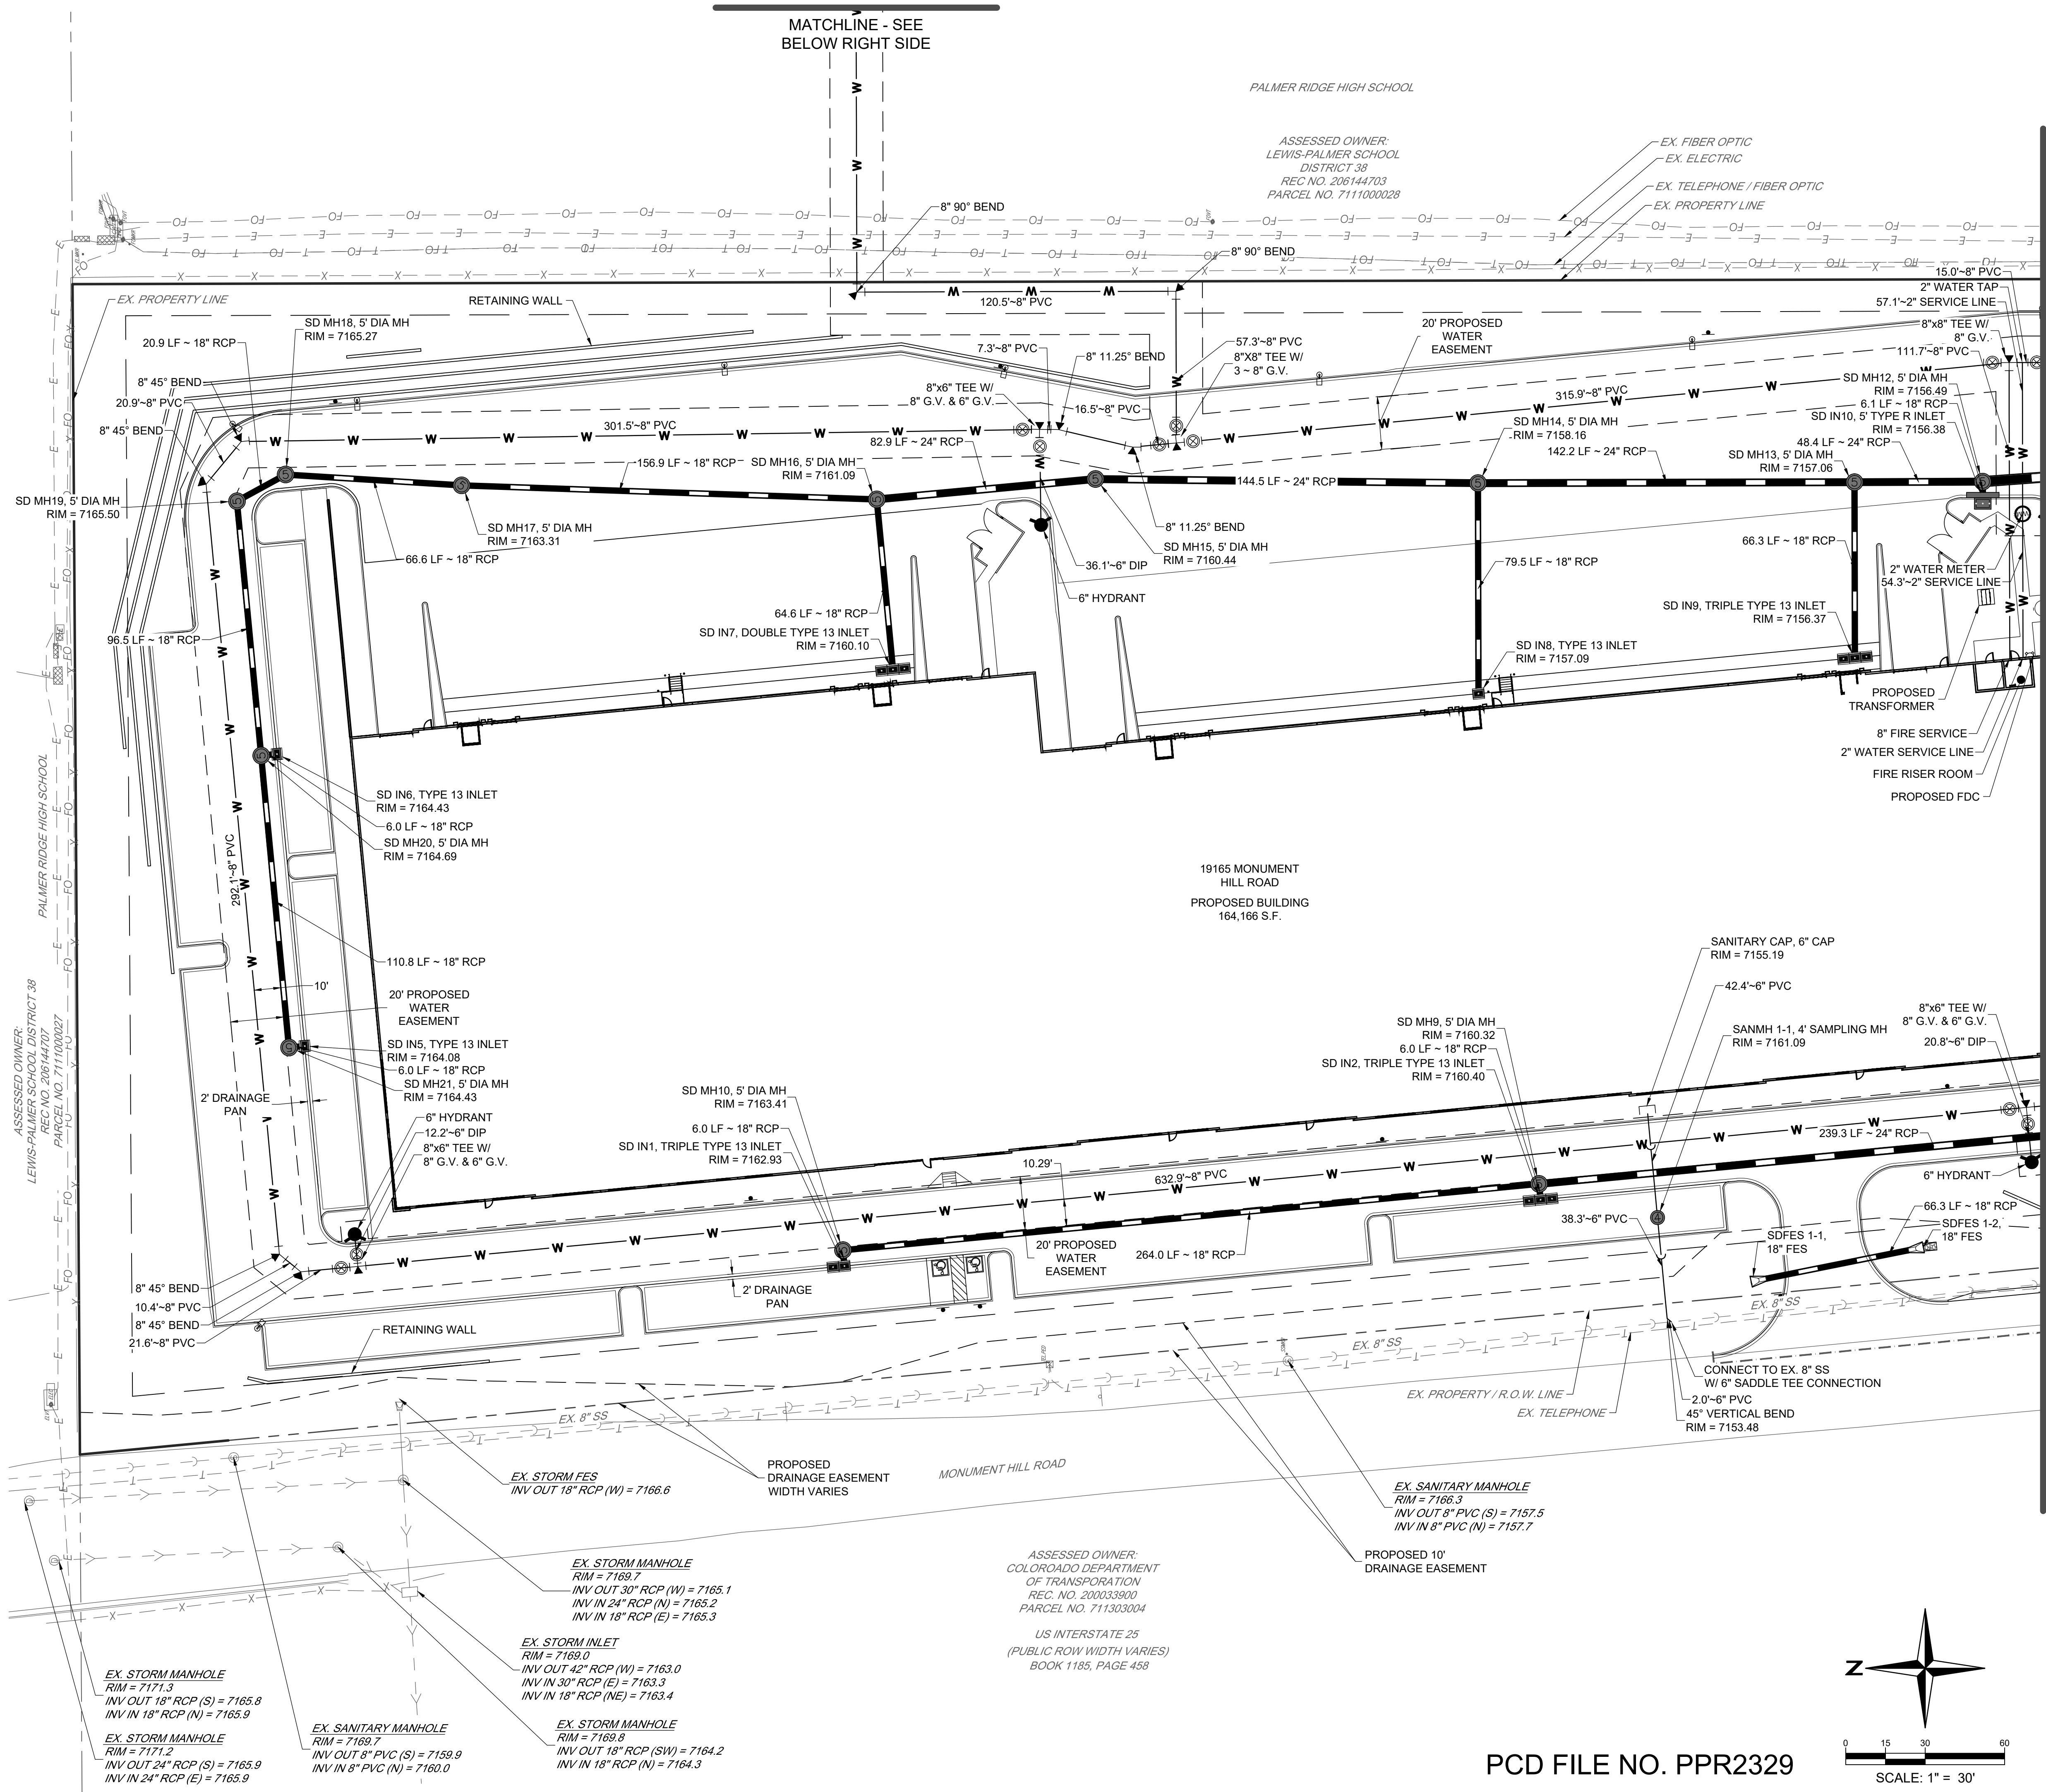 MATCHLINE - SEE
BELOW RIGHT SIDE
PALMER RIDGE HIGH SCHOOL
ASSESSED OWNER:
LEWIS-PALMER SCHOOL
DISTRICT 38
REC NO. 206144703
PARCEL NO. 7111000028
EX. FIBER OPTIC
EX. ELECTRIC
EX. TELEPHONE / FIBER OPTIC
EX. PROPERTY LINE
8" 90° BEND
8" 90° BEND
120.5'~8" PVC
EX. PROPERTY LINE
RETAINING WALL
SD MH18, 5' DIA MH
RIM = 7165.27
20.9 LF ~ 18" RCP
8" 45° BEND
20.9'~8" PVC
8" 45° BEND
SD MH19, 5' DIA MH
RIM = 7165.50
301.5'~8" PVC
7.3'~8" PVC
8" 11.25° BEND
8"x6" TEE W/
8" G.V. & 6" G.V.
16.5'~8" PVC
57.3'~8" PVC
8"X8" TEE W/
3 ~ 8" G.V.
20' PROPOSED
WATER
EASEMENT
315.9'~8" PVC
15.0'~8" PVC
2" WATER TAP
57.1'~2" SERVICE LINE
8"x8" TEE W/
8" G.V.
111.7'~8" PVC
SD MH12, 5' DIA MH
RIM = 7156.49
6.1 LF ~ 18" RCP
SD IN10, 5' TYPE R INLET
RIM = 7156.38
48.4 LF ~ 24" RCP
SD MH13, 5' DIA MH
RIM = 7157.06
SD MH14, 5' DIA MH
RIM = 7158.16
142.2 LF ~ 24" RCP
82.9 LF ~ 24" RCP
156.9 LF ~ 18" RCP
SD MH16, 5' DIA MH
RIM = 7161.09
144.5 LF ~ 24" RCP
SD MH17, 5' DIA MH
RIM = 7163.31
66.6 LF ~ 18" RCP
8" 11.25° BEND
SD MH15, 5' DIA MH
RIM = 7160.44
36.1'~6" DIP
6" HYDRANT
79.5 LF ~ 18" RCP
66.3 LF ~ 18" RCP
2" WATER METER
54.3'~2" SERVICE LINE
SD IN9, TRIPLE TYPE 13 INLET
RIM = 7156.37
64.6 LF ~ 18" RCP
SD IN7, DOUBLE TYPE 13 INLET
RIM = 7160.10
SD IN8, TYPE 13 INLET
RIM = 7157.09
96.5 LF ~ 18" RCP
PROPOSED
TRANSFORMER
8" FIRE SERVICE
2" WATER SERVICE LINE
FIRE RISER ROOM
PROPOSED FDC
SD IN6, TYPE 13 INLET
RIM = 7164.43
6.0 LF ~ 18" RCP
SD MH20, 5' DIA MH
RIM = 7164.69
PALMER RIDGE HIGH SCHOOL
292.1'~8" PVC
19165 MONUMENT
HILL ROAD
PROPOSED BUILDING
164,166 S.F.
110.8 LF ~ 18" RCP
10'
20' PROPOSED
WATER
EASEMENT
ASSESSED OWNER:
LEWIS-PALMER SCHOOL DISTRICT 38
REC NO. 206144707
PARCEL NO. 7111000027
SD IN5, TYPE 13 INLET
RIM = 7164.08
6.0 LF ~ 18" RCP
SD MH21, 5' DIA MH
RIM = 7164.43
2' DRAINAGE
PAN
6" HYDRANT
12.2'~6" DIP
8"x6" TEE W/
8" G.V. & 6" G.V.
SANITARY CAP, 6" CAP
RIM = 7155.19
42.4'~6" PVC
SANMH 1-1, 4' SAMPLING MH
RIM = 7161.09
8"x6" TEE W/
8" G.V. & 6" G.V.
20.8'~6" DIP
SD MH9, 5' DIA MH
RIM = 7160.32
6.0 LF ~ 18" RCP
SD IN2, TRIPLE TYPE 13 INLET
RIM = 7160.40
SD MH10, 5' DIA MH
RIM = 7163.41
6.0 LF ~ 18" RCP
SD IN1, TRIPLE TYPE 13 INLET
RIM = 7162.93
10.29'
632.9'~8" PVC
239.3 LF ~ 24" RCP
6" HYDRANT
66.3 LF ~ 18" RCP
SDFES 1-2,
18" FES
SDFES 1-1,
18" FES
38.3'~6" PVC
20' PROPOSED
WATER
EASEMENT
264.0 LF ~ 18" RCP
2' DRAINAGE
PAN
8" 45° BEND
10.4'~8" PVC
8" 45° BEND
21.6'~8" PVC
RETAINING WALL
EX. 8" SS
EX. 8" SS
EX. 8" SS
CONNECT TO EX. 8" SS
W/ 6" SADDLE TEE CONNECTION
2.0'~6" PVC
45° VERTICAL BEND
RIM = 7153.48
EX. PROPERTY / R.O.W. LINE
EX. TELEPHONE
PROPOSED
DRAINAGE EASEMENT
WIDTH VARIES
MONUMENT HILL ROAD
EX. STORM FES
INV OUT 18" RCP (W) = 7166.6
EX. SANITARY MANHOLE
RIM = 7166.3
INV OUT 8" PVC (S) = 7157.5
INV IN 8" PVC (N) = 7157.7
PROPOSED 10'
DRAINAGE EASEMENT
EX. STORM MANHOLE
RIM = 7169.7
INV OUT 30" RCP (W) = 7165.1
INV IN 24" RCP (N) = 7165.2
INV IN 18" RCP (E) = 7165.3
ASSESSED OWNER:
COLOROADO DEPARTMENT
OF TRANSPORATION
REC. NO. 200033900
PARCEL NO. 711303004
US INTERSTATE 25
(PUBLIC ROW WIDTH VARIES)
BOOK 1185, PAGE 458
EX. STORM INLET
RIM = 7169.0
INV OUT 42" RCP (W) = 7163.0
INV IN 30" RCP (E) = 7163.3
INV IN 18" RCP (NE) = 7163.4
EX. STORM MANHOLE
RIM = 7171.3
INV OUT 18" RCP (S) = 7165.8
INV IN 18" RCP (N) = 7165.9
EX. STORM MANHOLE
RIM = 7171.2
INV OUT 24" RCP (S) = 7165.9
INV IN 24" RCP (E) = 7165.9
EX. SANITARY MANHOLE
RIM = 7169.7
INV OUT 8" PVC (S) = 7159.9
INV IN 8" PVC (N) = 7160.0
EX. STORM MANHOLE
RIM = 7169.8
INV OUT 18" RCP (SW) = 7164.2
INV IN 18" RCP (N) = 7164.3
PCD FILE NO. PPR2329
Z
0 15 30 60
SCALE: 1" = 30'